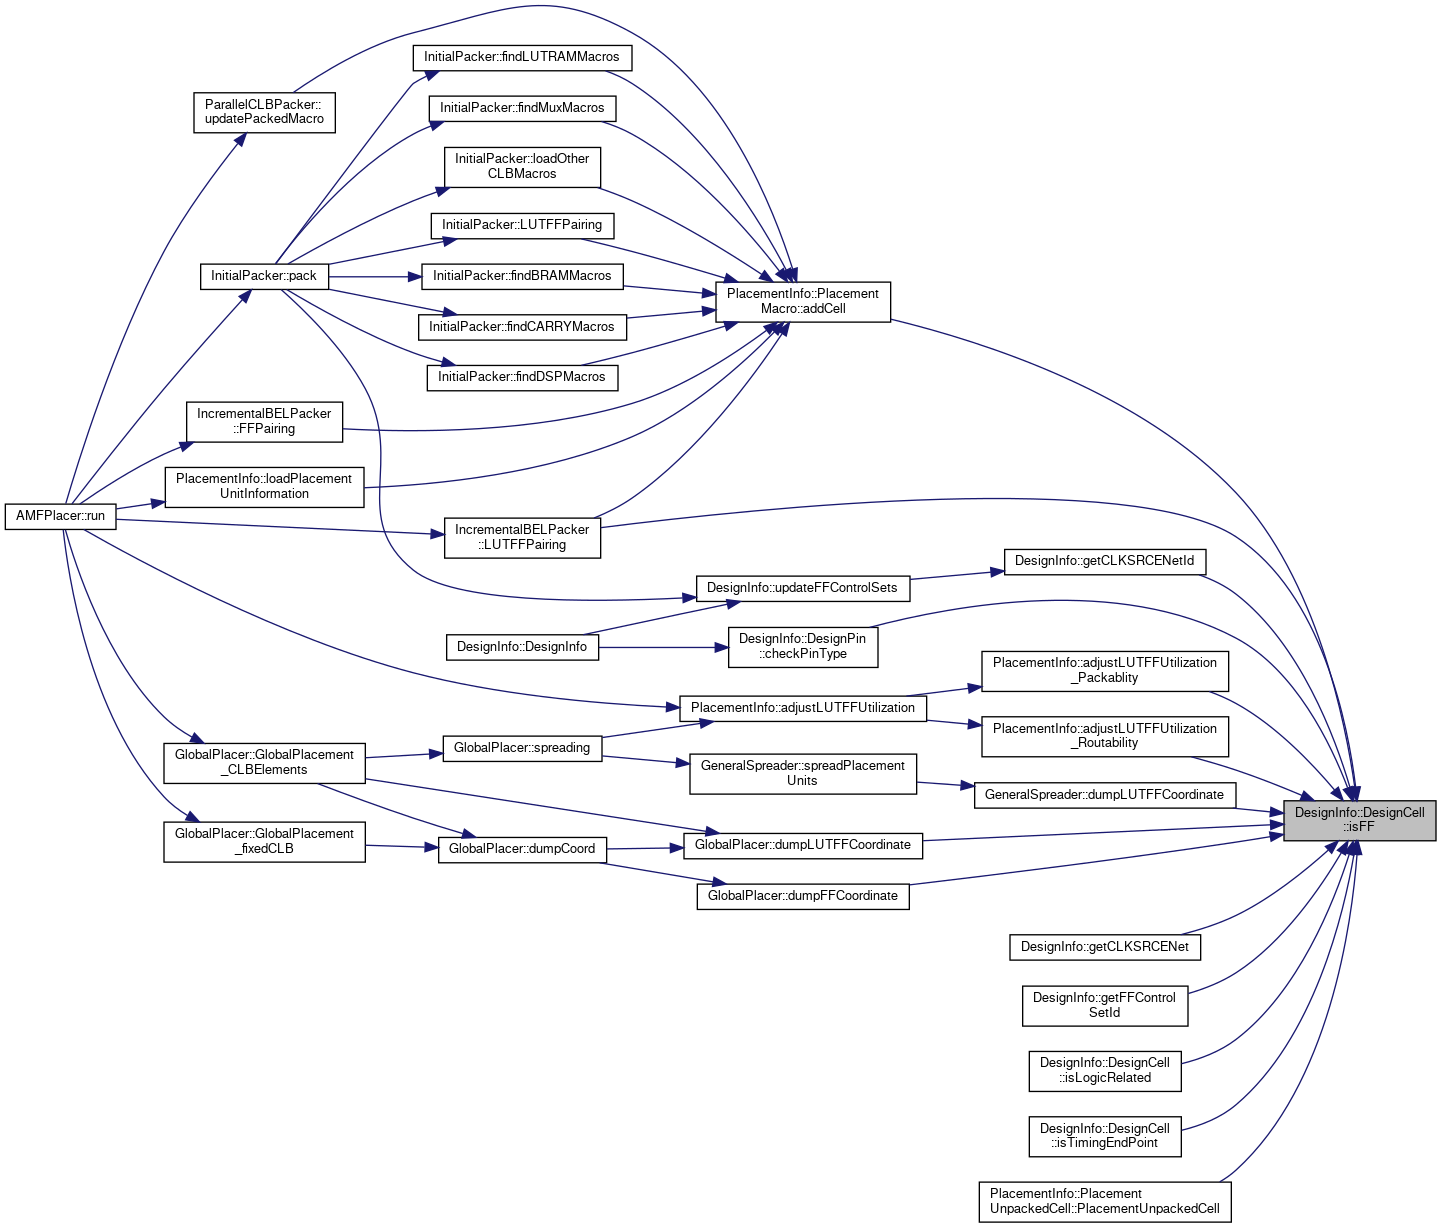 InitialPacker::findLUTRAMMacros
ParallelCLBPacker::
updatePackedMacro
InitialPacker::findMuxMacros
InitialPacker::loadOther
CLBMacros
InitialPacker::LUTFFPairing
InitialPacker::pack
InitialPacker::findBRAMMacros
PlacementInfo::Placement
Macro::addCell
InitialPacker::findCARRYMacros
InitialPacker::findDSPMacros
IncrementalBELPacker
::FFPairing
PlacementInfo::loadPlacement
UnitInformation
AMFPlacer::run
IncrementalBELPacker
::LUTFFPairing
DesignInfo::getCLKSRCENetId
DesignInfo::updateFFControlSets
DesignInfo::DesignInfo
DesignInfo::DesignPin
::checkPinType
PlacementInfo::adjustLUTFFUtilization
_Packablity
PlacementInfo::adjustLUTFFUtilization
PlacementInfo::adjustLUTFFUtilization
_Routability
GlobalPlacer::GlobalPlacement
_CLBElements
GlobalPlacer::spreading
GeneralSpreader::spreadPlacement
Units
GeneralSpreader::dumpLUTFFCoordinate
DesignInfo::DesignCell
::isFF
GlobalPlacer::GlobalPlacement
_fixedCLB
GlobalPlacer::dumpCoord
GlobalPlacer::dumpLUTFFCoordinate
GlobalPlacer::dumpFFCoordinate
DesignInfo::getCLKSRCENet
DesignInfo::getFFControl
SetId
DesignInfo::DesignCell
::isLogicRelated
DesignInfo::DesignCell
::isTimingEndPoint
PlacementInfo::Placement
UnpackedCell::PlacementUnpackedCell